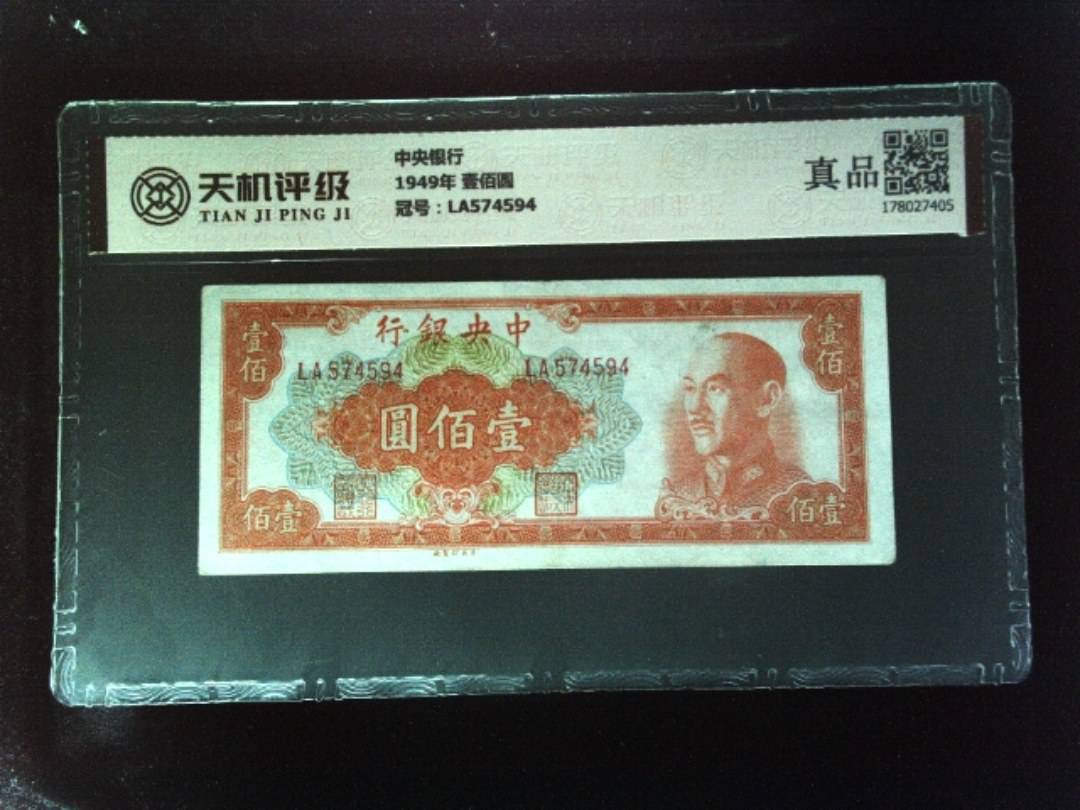 天机评级
TIAN JI PING JI
中央银行
1949年 壹佰圆
冠号：LA574594
真品
178027405
行銀央中
壹佰
壹佰
LA574594
LA574594
圓佰壹
佰壹
佰壹